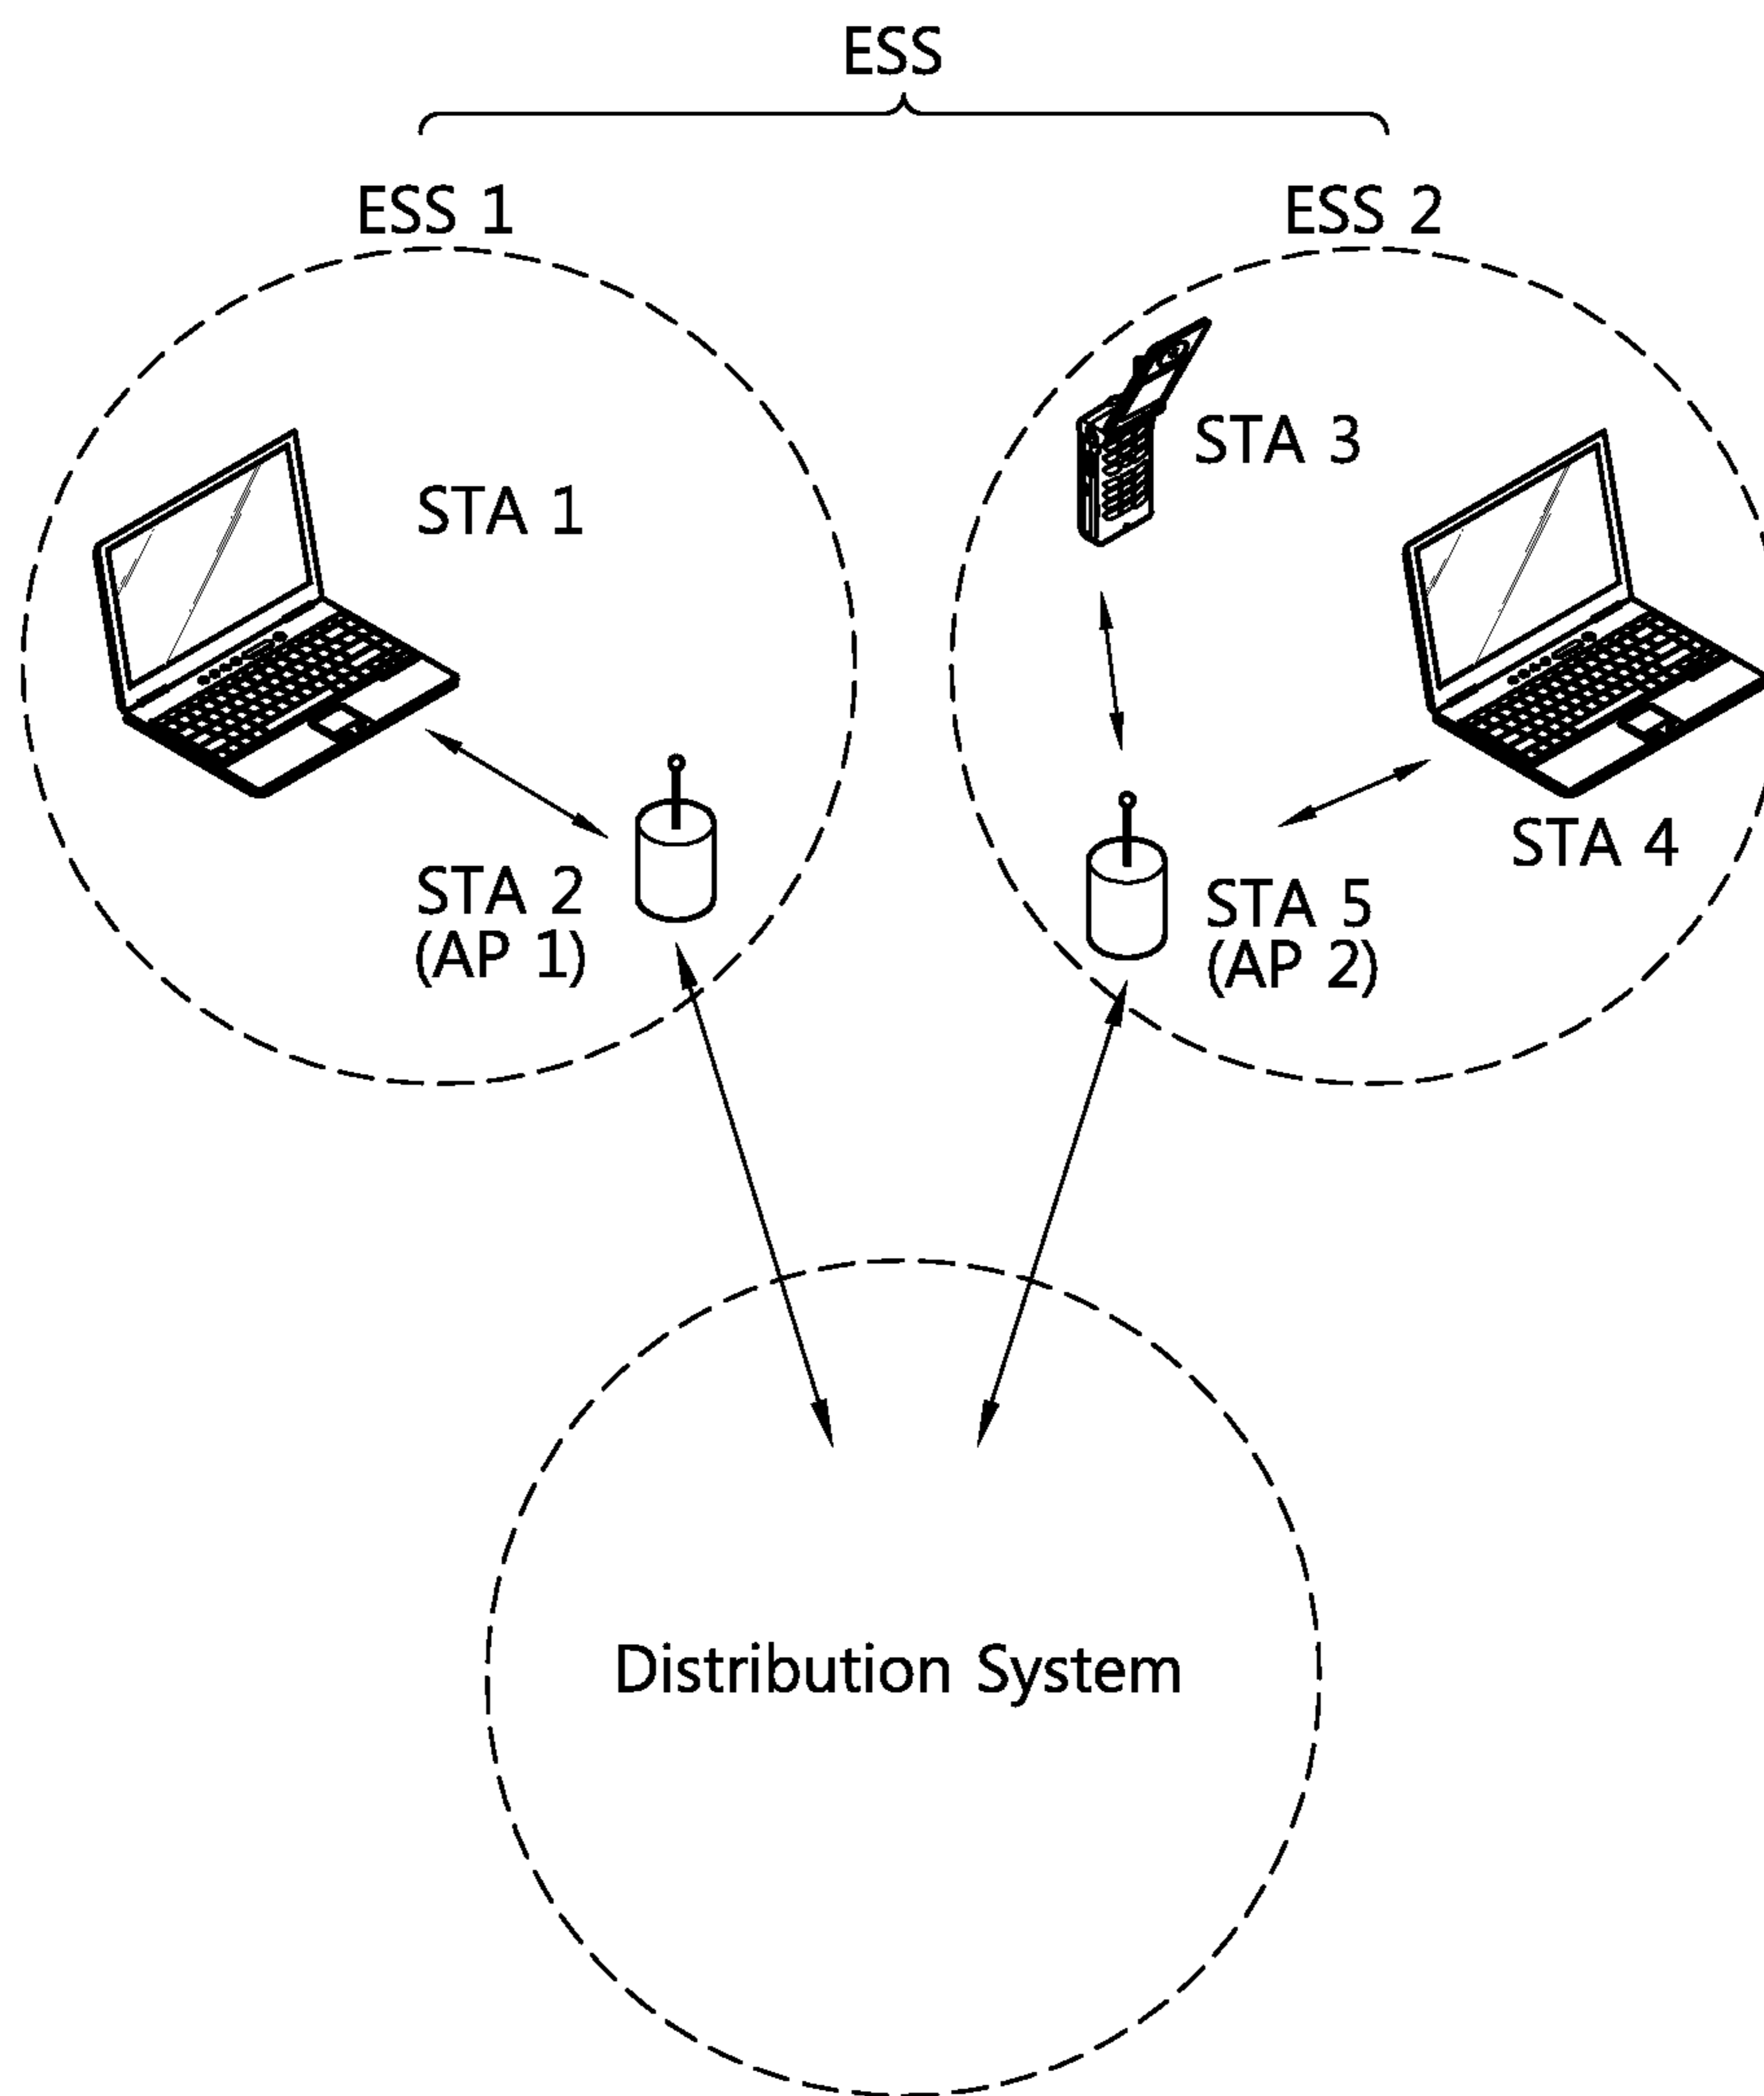 ESS
ESS 1
ESS 2
STA 1
STA 3
STA 2
(AP 1)
STA 5
(AP 2)
STA 4
Distribution System